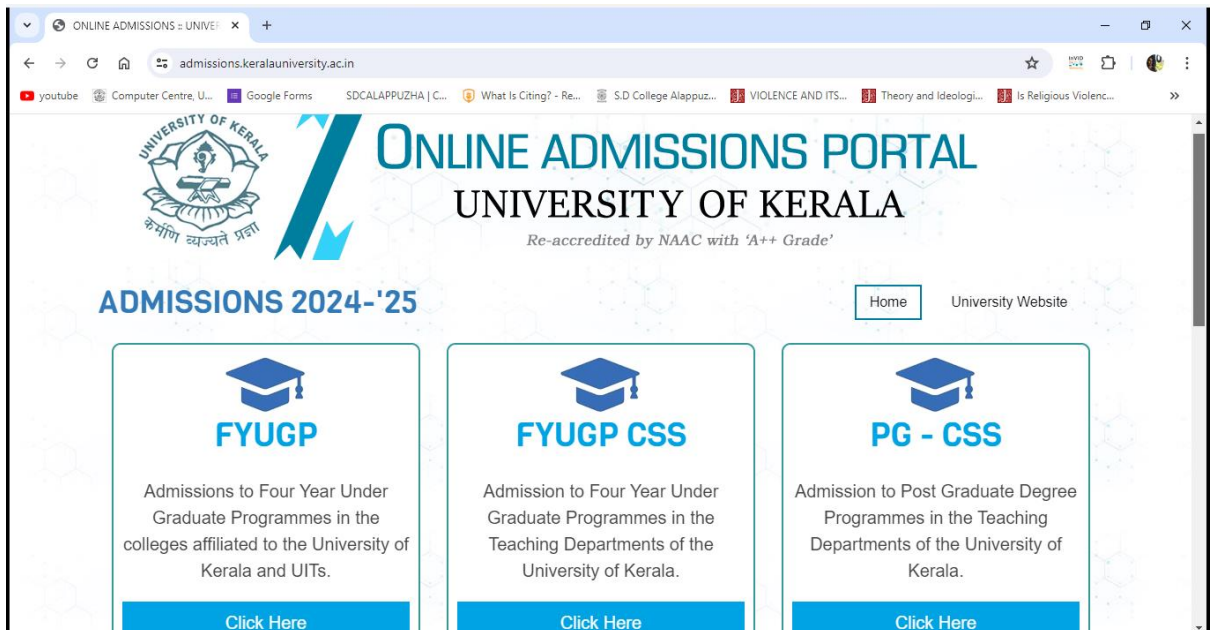 ONLINE ADMISSIONS :: UNIVER
admissions.keralauniversity.ac.in
youtube
Computer Centre, U...
Google Forms
SDCALAPPUZHA | C...
What Is Citing? - Re...
S.D College Alappuz...
VIOLENCE AND ITS...
Theory and Ideologi...
Is Religious Violenc...
UNIVERSITY OF KERALA
कर्मणि व्यज्यते प्रज्ञा
ONLINE ADMISSIONS PORTAL
UNIVERSITY OF KERALA
Re-accredited by NAAC with ‘A++ Grade’
ADMISSIONS 2024-'25
Home
University Website
FYUGP
Admissions to Four Year Under
Graduate Programmes in the
colleges affiliated to the University of
Kerala and UITs.
Click Here
FYUGP CSS
Admission to Four Year Under
Graduate Programmes in the
Teaching Departments of the
University of Kerala.
Click Here
PG - CSS
Admission to Post Graduate Degree
Programmes in the Teaching
Departments of the University of
Kerala.
Click Here